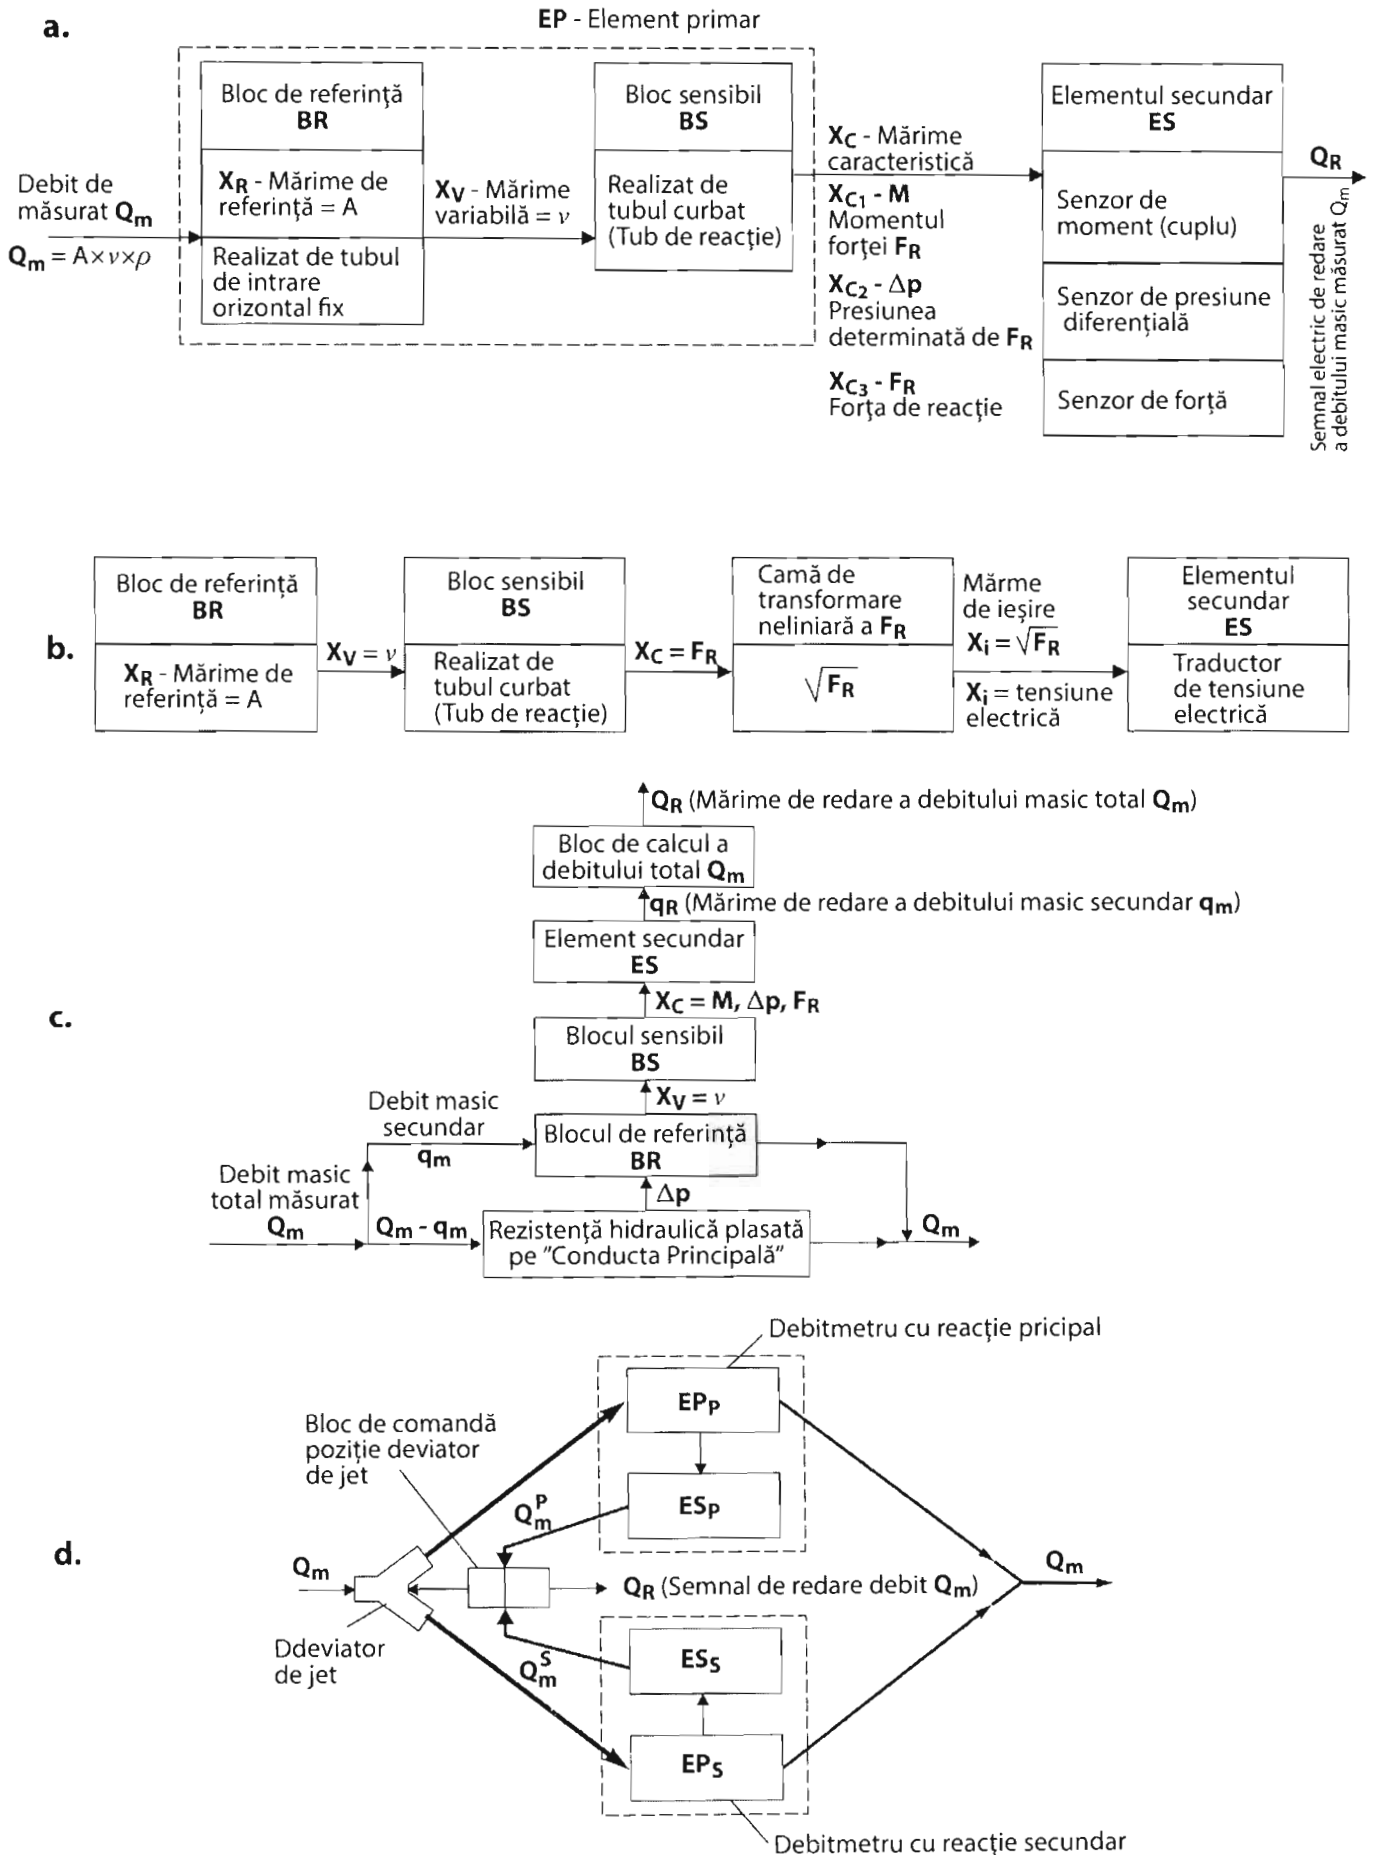 a.
EP - Element primar
Bloc de referință
BR
XR - Mărime de
referință = A
Realizat de tubul
de intrare
orizontal fix
Debit de
măsurat Qm
Qm = A×v×ρ
XV - Mărime
variabilă = v
Bloc sensibil
BS
Realizat de
tubul curbat
(Tub de reacție)
XC - Mărime
caracteristică
XC1 - M
Momentul
forței FR
XC2 - Δp
Presiunea
determinată de FR
XC3 - FR
Forța de reacție
Elementul secundar
ES
Senzor de
moment (cuplu)
Senzor de presiune
diferențială
Senzor de forță
QR
Semnal electric de redare
a debitului masic măsurat Qm
b.
Bloc de referință
BR
XR - Mărime de
referință = A
XV = v
Bloc sensibil
BS
Realizat de
tubul curbat
(Tub de reacție)
XC = FR
Camă de
transformare
neliniară a FR
√FR
Mărme
de ieșire
Xi = √FR
Xi = tensiune
electrică
Elementul
secundar
ES
Traductor
de tensiune
electrică
c.
QR (Mărime de redare a debitului masic total Qm)
Bloc de calcul a
debitului total Qm
qR (Mărime de redare a debitului masic secundar qm)
Element secundar
ES
XC = M, Δp, FR
Blocul sensibil
BS
XV = v
Debit masic
secundar
qm
Blocul de referință
BR
Δp
Debit masic
total măsurat
Qm
Qm - qm
Rezistență hidraulică plasată
pe "Conducta Principală"
Qm
d.
Debitmetru cu reacție pricipal
EPP
Bloc de comandă
poziție deviator
de jet
ESP
QmP
Qm
QR (Semnal de redare debit Qm)
Qm
Ddeviator
de jet
QmS
ESS
EPS
Debitmetru cu reacție secundar